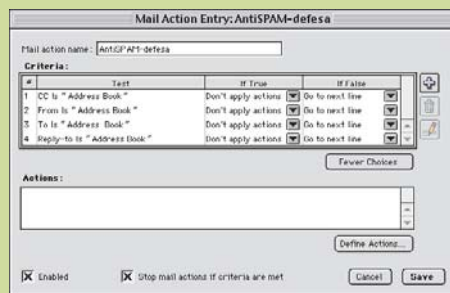 Mail Action Entry: AntiSPAM-defesa
Mail action name: AntiSPAM-defesa
Criteria:
# Test If True If False
1 CC Is "Address Book" Don't apply actions Go to next line
2 From Is "Address Book" Don't apply actions Go to next line
3 To Is "Address Book" Don't apply actions Go to next line
4 Reply-to Is "Address Book" Don't apply actions Go to next line
Fewer Choices
Actions:
Define Actions...
Enabled Stop mail actions if criteria are met Cancel Save